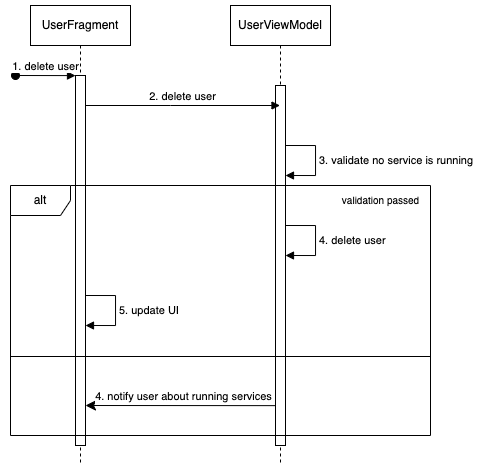 UserFragment
UserViewModel
1. delete user
2. delete user
3. validate no service is running
alt
validation passed
4. delete user
5. update UI
4. notify user about running services